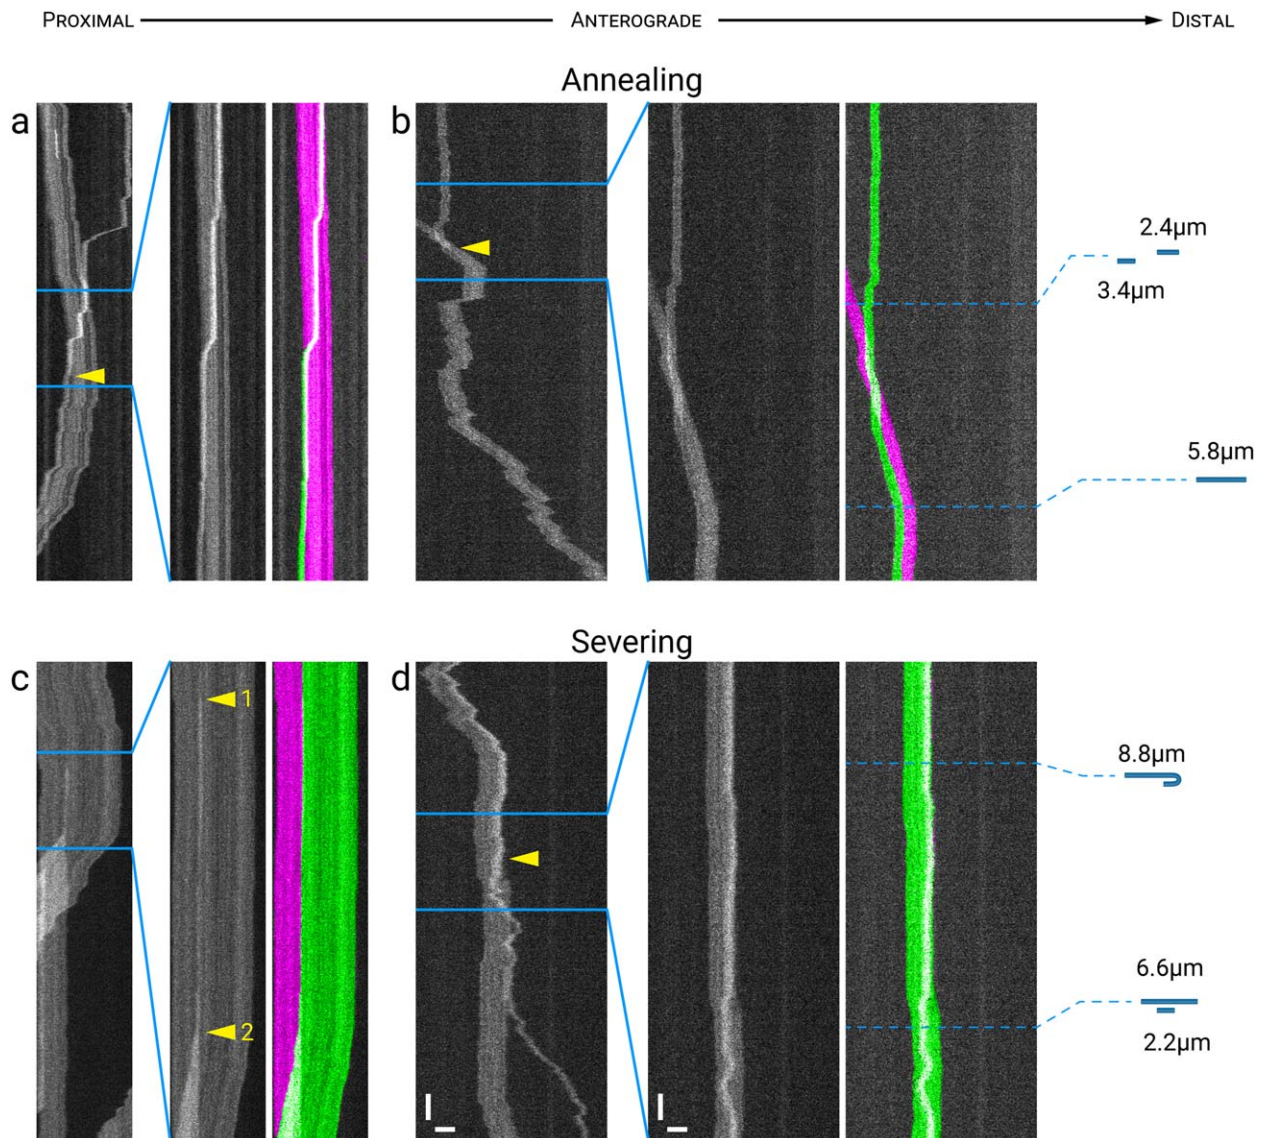 PROXIMAL ANTEROGRADE DISTAL
Annealing
a b
2.4µm
3.4µm
5.8µm
Severing
c d
1
8.8µm
6.6µm
2
2.2µm